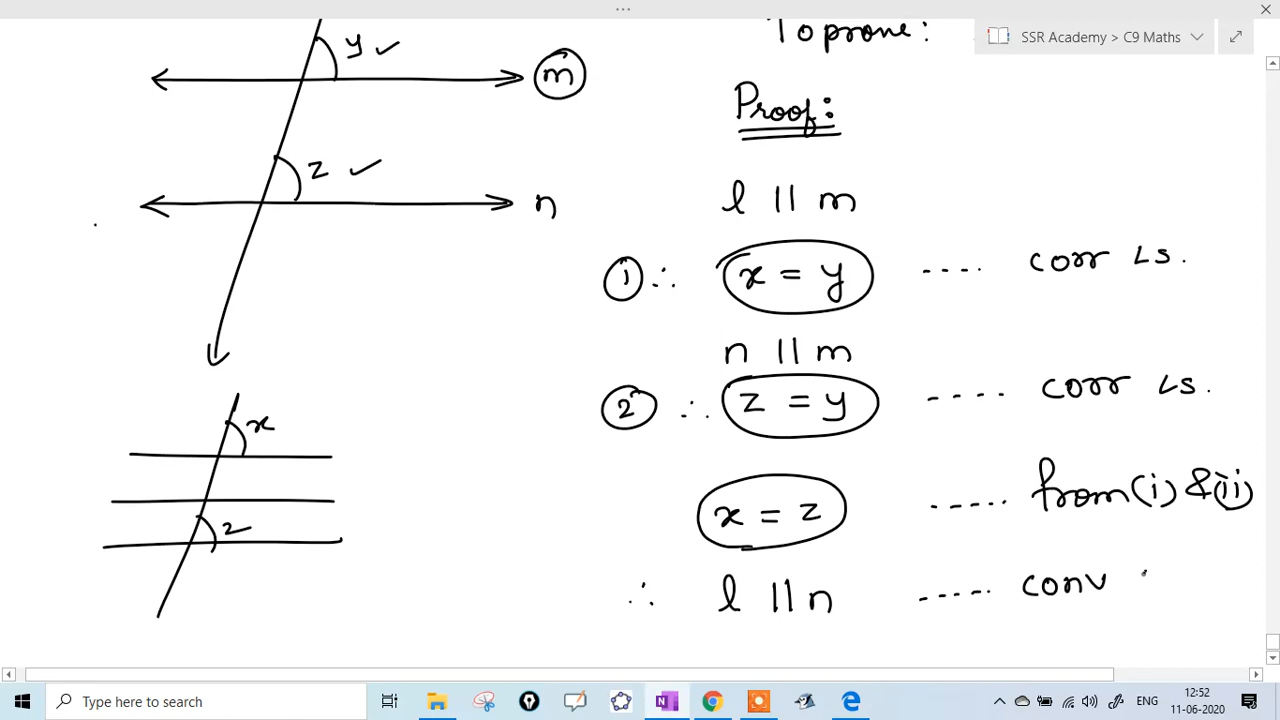 To prone:
SSR Academy > C9 Maths
y
m
Proof:
z
n
l || m
① ∴ x = y .... corr ∠s.
n || m
② ∴ z = y .... corr ∠s.
x
x = z ..... from (i) & (ii)
z
∴ l || n ..... conv
Type here to search
ENG
12:52
11-06-2020